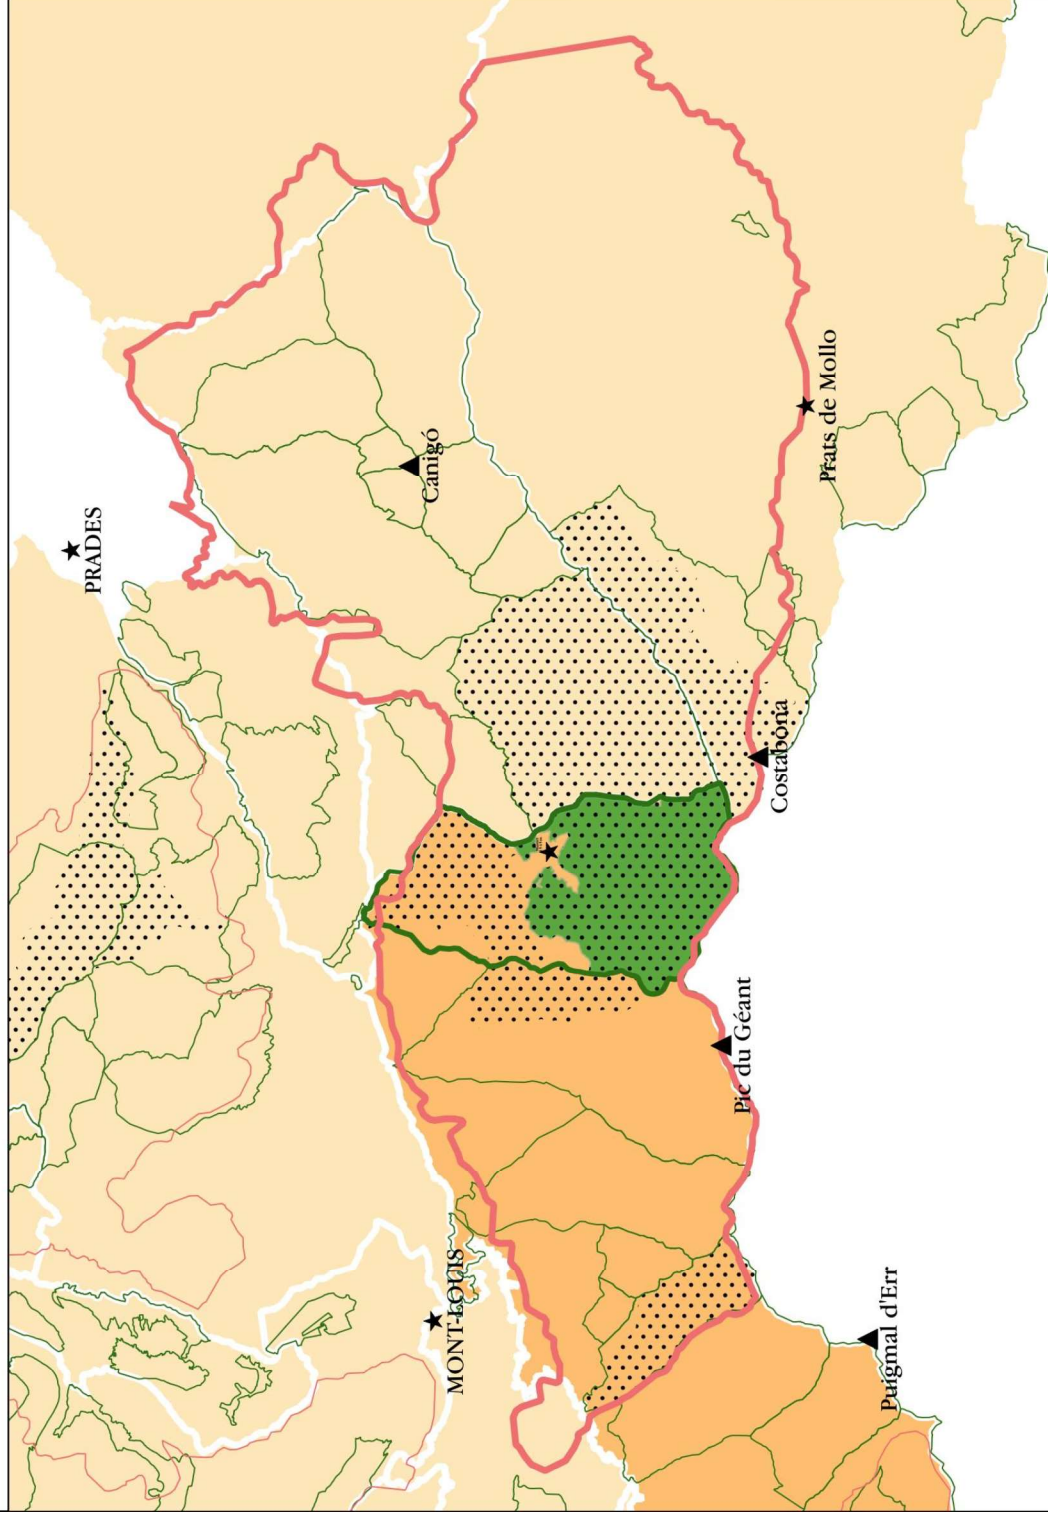 PRADES
Canigó
Prats de Mollo
Costabona
Pic du Géant
MONT-LOUIS
Puigmal d'Err